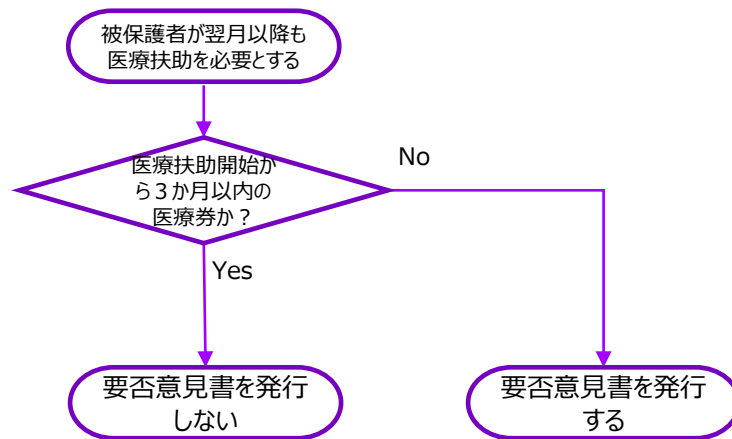 被保護者が翌月以降も
医療扶助を必要とする
医療扶助開始か
ら３か月以内の
医療券か？
No
Yes
要否意見書を発行
しない
要否意見書を発行
する